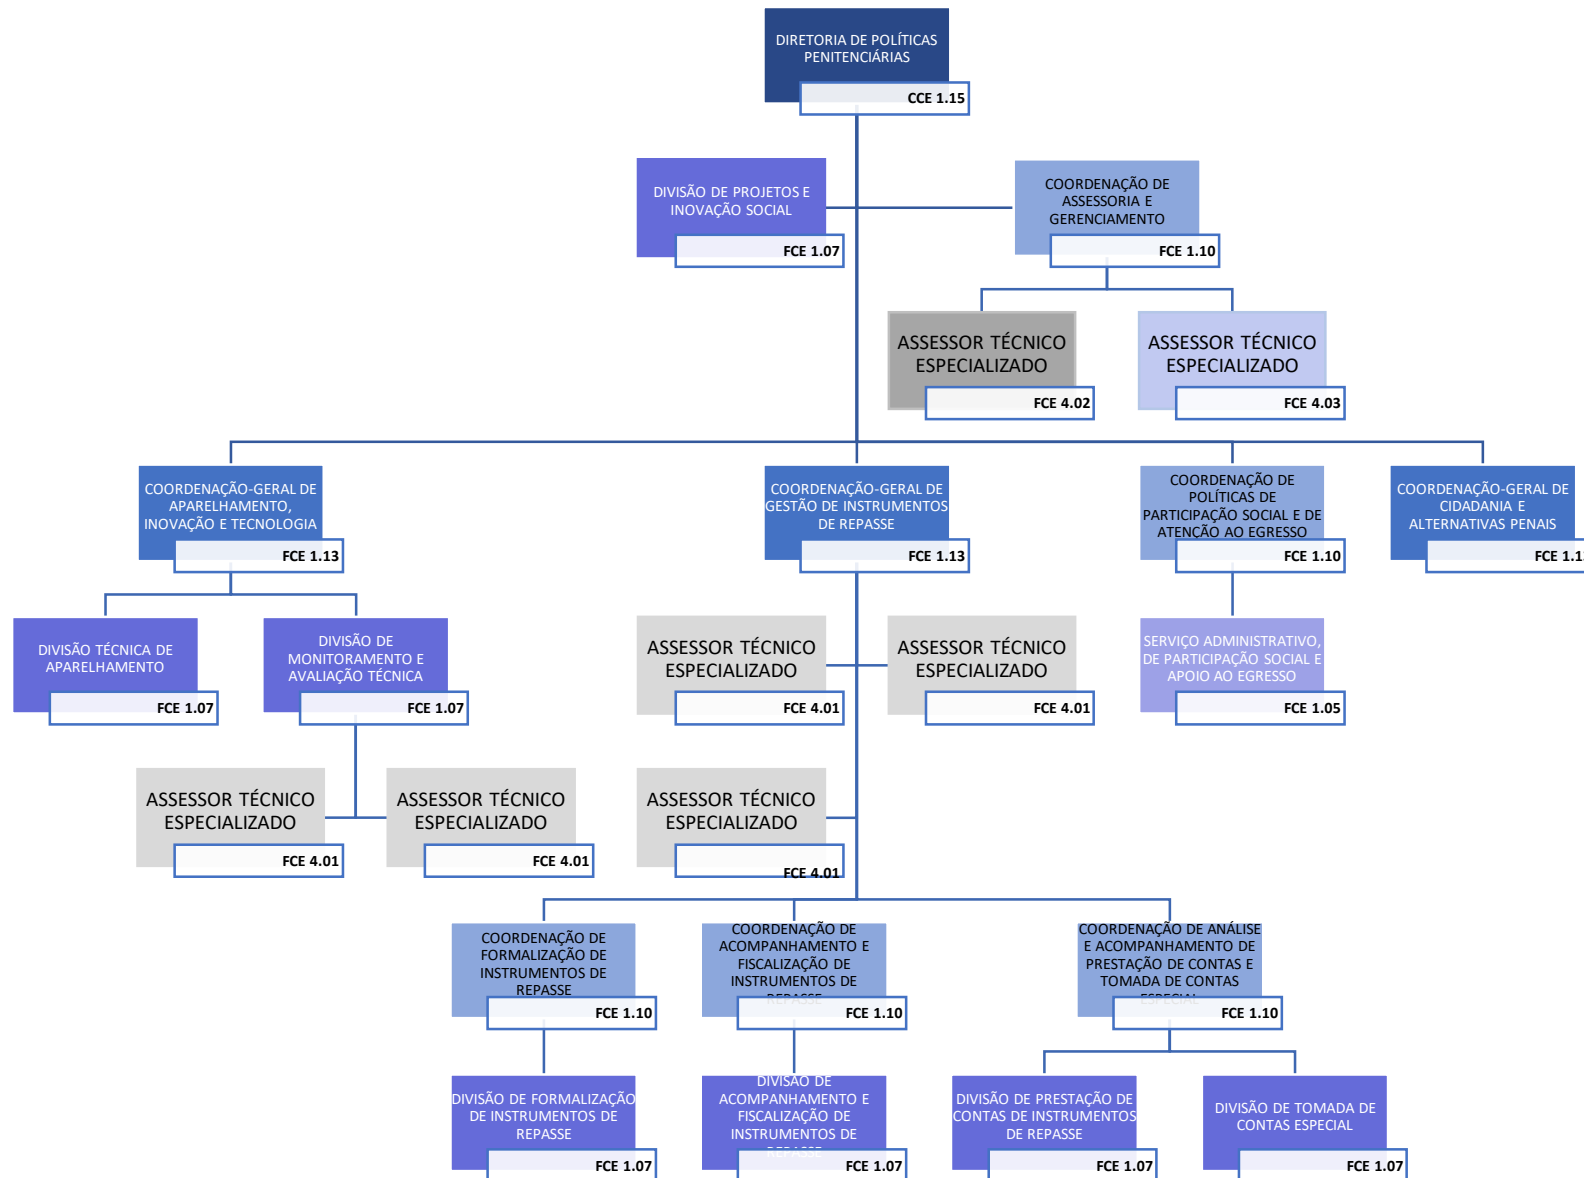 DIRETORIA DE POLÍTICAS
PENITENCIÁRIAS
CCE 1.15
DIVISÃO DE PROJETOS E
INOVAÇÃO SOCIAL
FCE 1.07
COORDENAÇÃO DE
ASSESSORIA E
GERENCIAMENTO
FCE 1.10
ASSESSOR TÉCNICO
ESPECIALIZADO
FCE 4.02
ASSESSOR TÉCNICO
ESPECIALIZADO
FCE 4.03
COORDENAÇÃO-GERAL DE
APARELHAMENTO,
INOVAÇÃO E TECNOLOGIA
FCE 1.13
COORDENAÇÃO-GERAL DE
GESTÃO DE INSTRUMENTOS
DE REPASSE
FCE 1.13
COORDENAÇÃO DE
POLÍTICAS DE
PARTICIPAÇÃO SOCIAL E DE
ATENÇÃO AO EGRESSO
FCE 1.10
COORDENAÇÃO-GERAL DE
CIDADANIA E
ALTERNATIVAS PENAIS
FCE
DIVISÃO TÉCNICA DE
APARELHAMENTO
FCE 1.07
DIVISÃO DE
MONITORAMENTO E
AVALIAÇÃO TÉCNICA
FCE 1.07
ASSESSOR TÉCNICO
ESPECIALIZADO
FCE 4.01
ASSESSOR TÉCNICO
ESPECIALIZADO
FCE 4.01
SERVIÇO ADMINISTRATIVO,
DE PARTICIPAÇÃO SOCIAL E
APOIO AO EGRESSO
FCE 1.05
ASSESSOR TÉCNICO
ESPECIALIZADO
FCE 4.01
ASSESSOR TÉCNICO
ESPECIALIZADO
FCE 4.01
ASSESSOR TÉCNICO
ESPECIALIZADO
FCE 4.01
COORDENAÇÃO DE
FORMALIZAÇÃO DE
INSTRUMENTOS DE
REPASSE
FCE 1.10
COORDENAÇÃO DE
ACOMPANHAMENTO E
FISCALIZAÇÃO DE
INSTRUMENTOS DE
REPASSE
FCE 1.10
COORDENAÇÃO DE ANÁLISE
E ACOMPANHAMENTO DE
PRESTAÇÃO DE CONTAS E
TOMADA DE CONTAS
ESPECIAL
FCE 1.10
DIVISÃO DE FORMALIZAÇÃO
DE INSTRUMENTOS DE
REPASSE
FCE 1.07
DIVISÃO DE
ACOMPANHAMENTO E
FISCALIZAÇÃO DE
INSTRUMENTOS DE
REPASSE
FCE 1.07
DIVISÃO DE PRESTAÇÃO DE
CONTAS DE INSTRUMENTOS
DE REPASSE
FCE 1.07
DIVISÃO DE TOMADA DE
CONTAS ESPECIAL
FCE 1.07